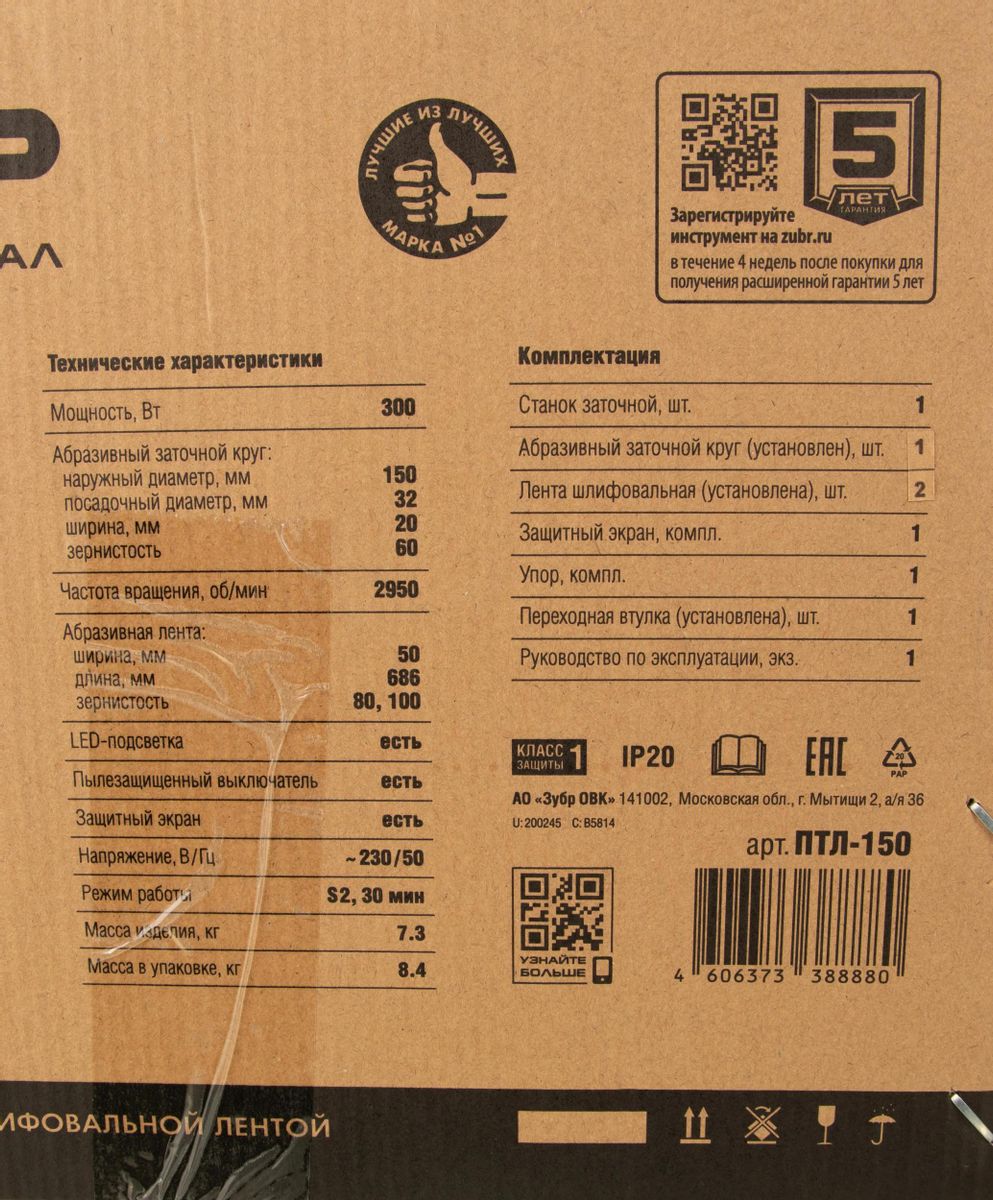 Р
АЛ
ЛУЧШИЕ ИЗ ЛУЧШИХ
МАРКА №1
5
ЛЕТ
ГАРАНТИЯ
Зарегистрируйте
инструмент на zubr.ru
в течение 4 недель после покупки для
получения расширенной гарантии 5 лет
Технические характеристики
Мощность, Вт 300
Абразивный заточной круг:
наружный диаметр, мм 150
посадочный диаметр, мм 32
ширина, мм 20
зернистость 60
Частота вращения, об/мин 2950
Абразивная лента:
ширина, мм 50
длина, мм 686
зернистость 80, 100
LED-подсветка есть
Пылезащищенный выключатель есть
Защитный экран есть
Напряжение, В/Гц ~230/50
Режим работы S2, 30 мин
Масса изделия, кг 7.3
Масса в упаковке, кг 8.4
Комплектация
Станок заточной, шт. 1
Абразивный заточной круг (установлен), шт. 1
Лента шлифовальная (установлена), шт. 2
Защитный экран, компл. 1
Упор, компл. 1
Переходная втулка (установлена), шт. 1
Руководство по эксплуатации, экз. 1
КЛАСС ЗАЩИТЫ 1 IP20 EAC 20 PAP
АО «Зубр ОВК» 141002, Московская обл., г. Мытищи 2, а/я 36
U: 200245 C: B5814
арт. ПТЛ-150
УЗНАЙТЕ
БОЛЬШЕ
4 606373 388880
ИФОВАЛЬНОЙ ЛЕНТОЙ